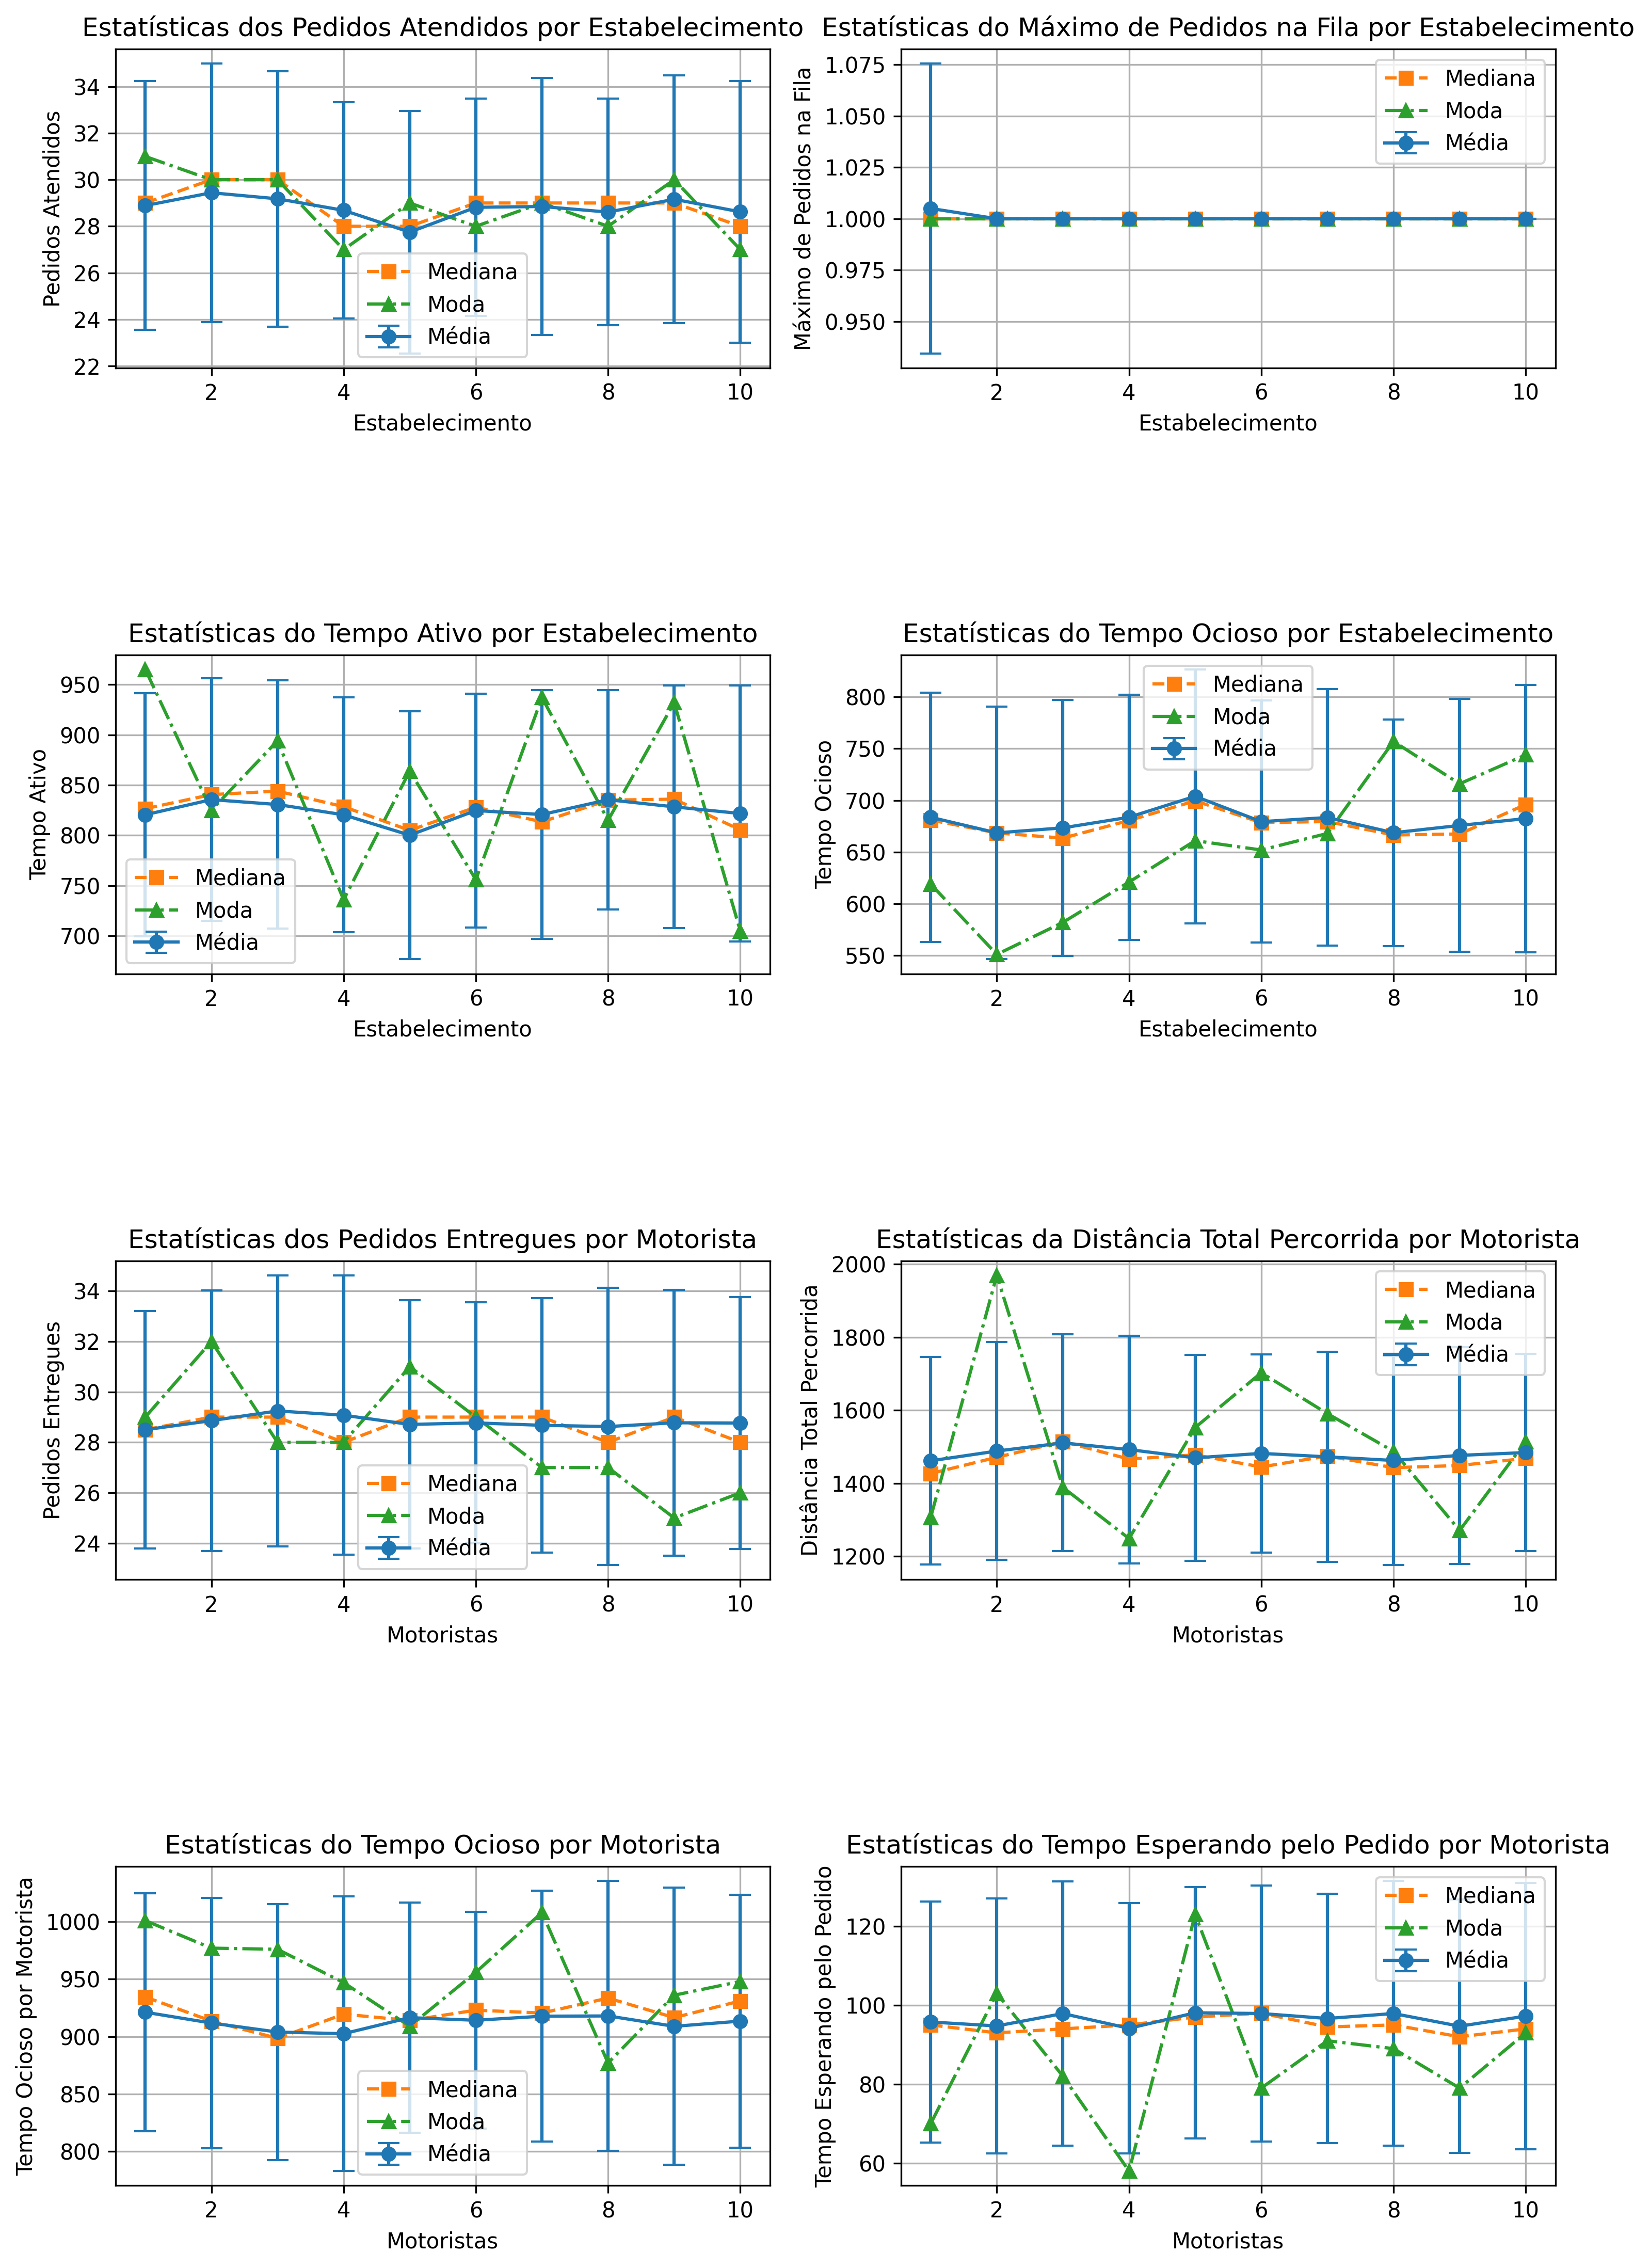 Estatísticas dos Pedidos Atendidos por Estabelecimento
Pedidos Atendidos
34
32
30
28
26
24
22
Mediana
Moda
Média
2 4 6 8 10
Estabelecimento
Estatísticas do Máximo de Pedidos na Fila por Estabelecimento
Máximo de Pedidos na Fila
1.075
1.050
1.025
1.000
0.975
0.950
Mediana
Moda
Média
2 4 6 8 10
Estabelecimento
Estatísticas do Tempo Ativo por Estabelecimento
Tempo Ativo
950
900
850
800
750
700
Mediana
Moda
Média
2 4 6 8 10
Estabelecimento
Estatísticas do Tempo Ocioso por Estabelecimento
Tempo Ocioso
800
750
700
650
600
550
Mediana
Moda
Média
2 4 6 8 10
Estabelecimento
Estatísticas dos Pedidos Entregues por Motorista
Pedidos Entregues
34
32
30
28
26
24
Mediana
Moda
Média
2 4 6 8 10
Motoristas
Estatísticas da Distância Total Percorrida por Motorista
Distância Total Percorrida
2000
1800
1600
1400
1200
Mediana
Moda
Média
2 4 6 8 10
Motoristas
Estatísticas do Tempo Ocioso por Motorista
Tempo Ocioso por Motorista
1000
950
900
850
800
Mediana
Moda
Média
2 4 6 8 10
Motoristas
Estatísticas do Tempo Esperando pelo Pedido por Motorista
Tempo Esperando pelo Pedido
120
100
80
60
Mediana
Moda
Média
2 4 6 8 10
Motoristas